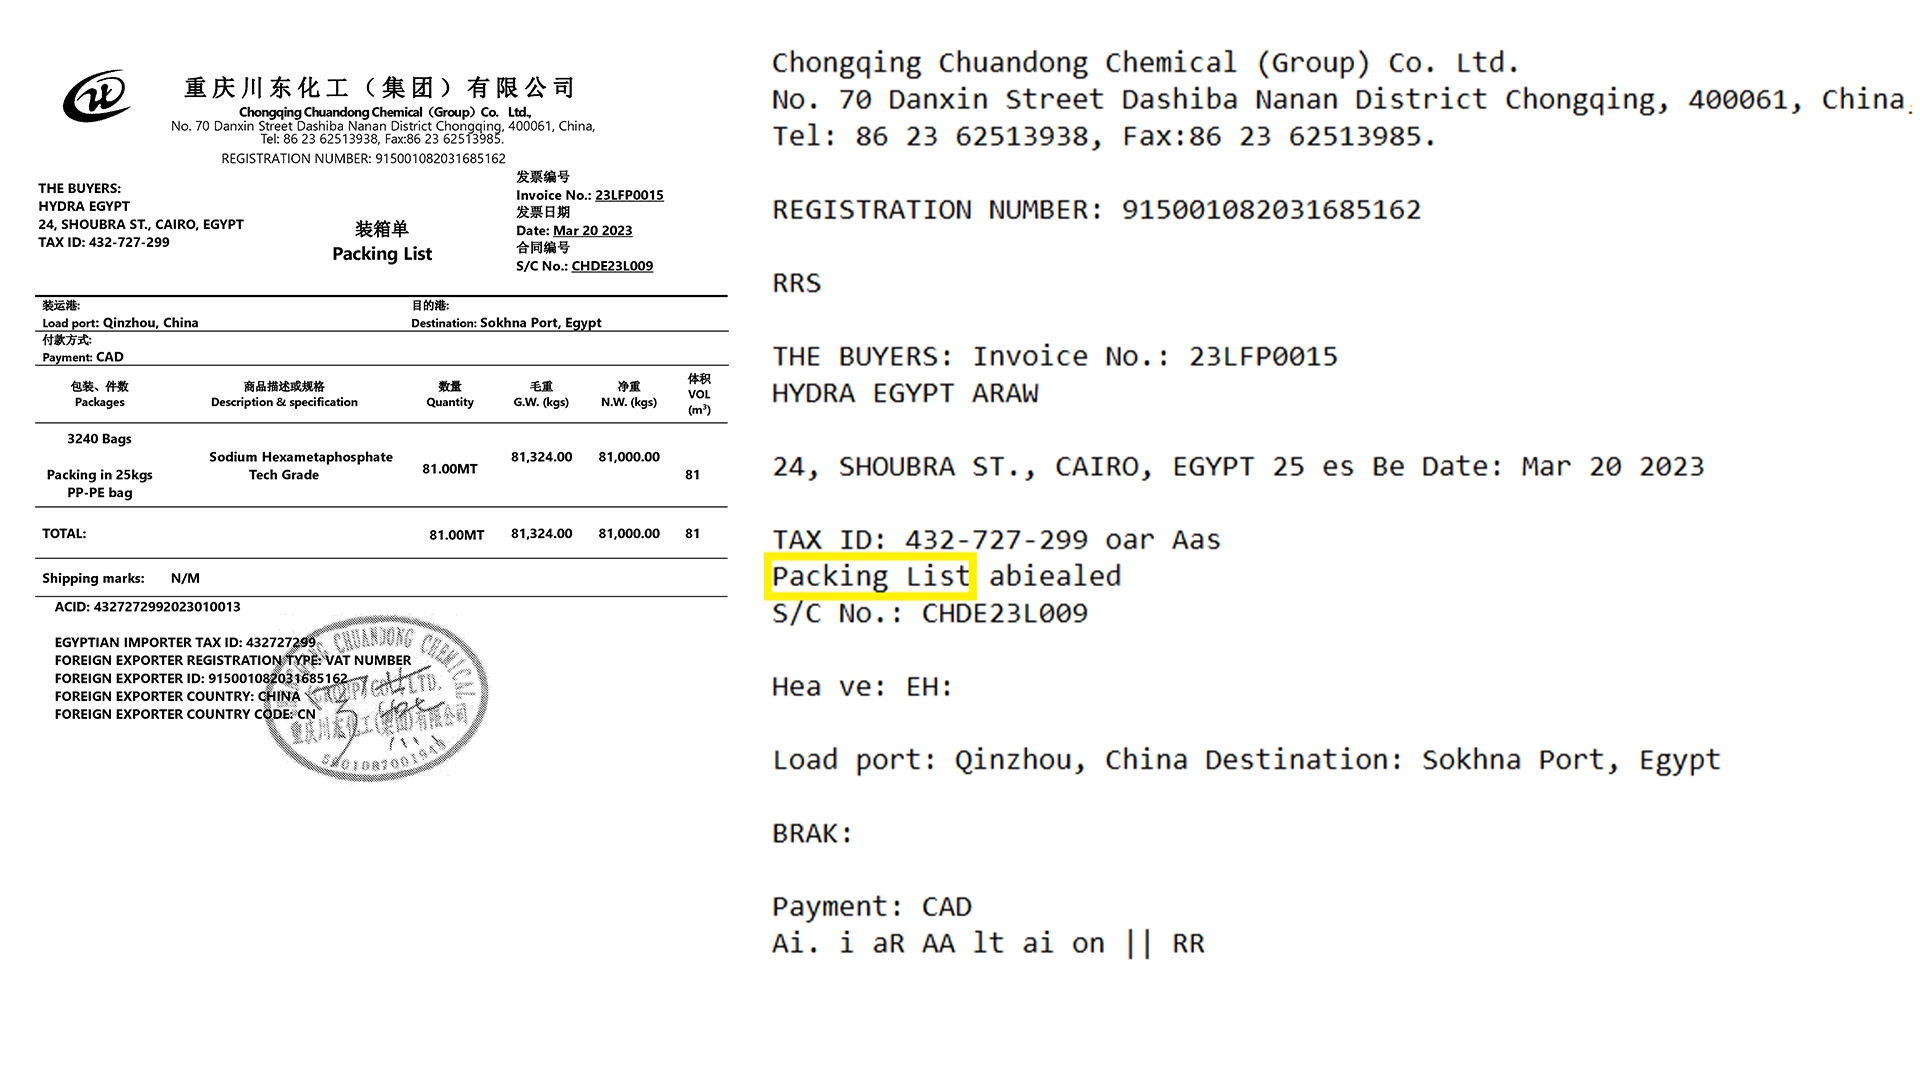 重庆川东化工（集团）有限公司
Chongqing Chuandong Chemical (Group) Co. Ltd.,
No. 70 Danxin Street Dashiba Nanan District Chongqing, 400061, China,
Tel: 86 23 62513938, Fax:86 23 62513985.
REGISTRATION NUMBER: 915001082031685162
THE BUYERS:
HYDRA EGYPT
24, SHOUBRA ST., CAIRO, EGYPT
TAX ID: 432-727-299
装箱单
Packing List
发票编号
Invoice No.: 23LFP0015
发票日期
Date: Mar 20 2023
合同编号
S/C No.: CHDE23L009
装运港: 目的港:
Load port: Qinzhou, China Destination: Sokhna Port, Egypt
付款方式:
Payment: CAD
包装、件数 商品描述或规格 数量 毛重 净重 体积
Packages Description & specification Quantity G.W. (kgs) N.W. (kgs) VOL
(m³)
3240 Bags
Sodium Hexametaphosphate 81.00MT 81,324.00 81,000.00 81
Packing in 25kgs Tech Grade
PP-PE bag
TOTAL: 81.00MT 81,324.00 81,000.00 81
Shipping marks: N/M
ACID: 4327272992023010013
EGYPTIAN IMPORTER TAX ID: 432727299
FOREIGN EXPORTER REGISTRATION TYPE: VAT NUMBER
FOREIGN EXPORTER ID: 915001082031685162
FOREIGN EXPORTER COUNTRY: CHINA
FOREIGN EXPORTER COUNTRY CODE: CN
CHUANDONG CHEMICAL
(GROUP) CO., LTD.
重庆川东化工(集团)有限公司
Chongqing Chuandong Chemical (Group) Co. Ltd.
No. 70 Danxin Street Dashiba Nanan District Chongqing, 400061, China,
Tel: 86 23 62513938, Fax:86 23 62513985.
REGISTRATION NUMBER: 915001082031685162
RRS
THE BUYERS: Invoice No.: 23LFP0015
HYDRA EGYPT ARAW
24, SHOUBRA ST., CAIRO, EGYPT 25 es Be Date: Mar 20 2023
TAX ID: 432-727-299 oar Aas
Packing List abiealed
S/C No.: CHDE23L009
Hea ve: EH:
Load port: Qinzhou, China Destination: Sokhna Port, Egypt
BRAK:
Payment: CAD
Ai. i aR AA lt ai on || RR